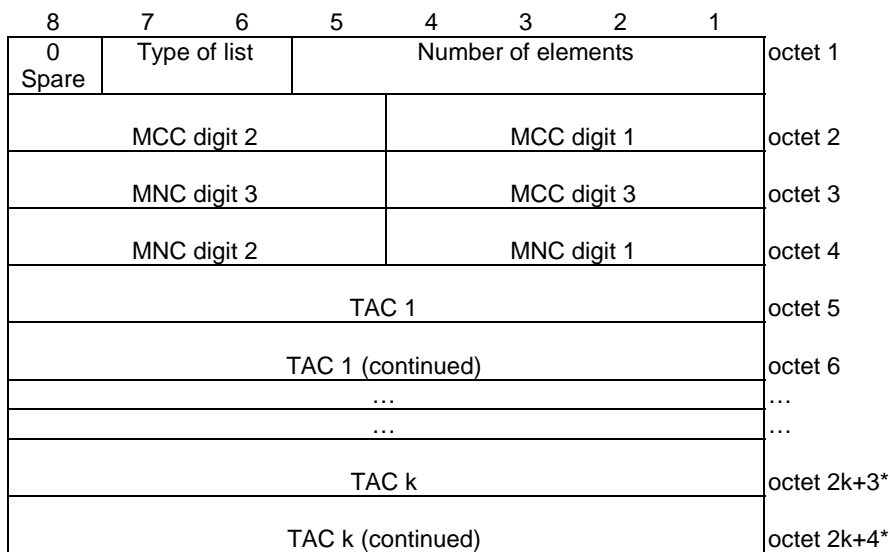 8 7 6 5 4 3 2 1
0 Type of list Number of elements octet 1
Spare
MCC digit 2 MCC digit 1 octet 2
MNC digit 3 MCC digit 3 octet 3
MNC digit 2 MNC digit 1 octet 4
TAC 1 octet 5
TAC 1 (continued) octet 6
… …
… …
TAC k octet 2k+3*
TAC k (continued) octet 2k+4*